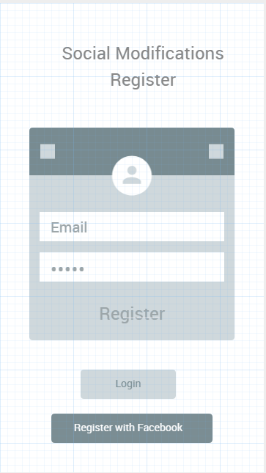 Social Modifications
Register
Email
•••••
Register
Login
Register with Facebook